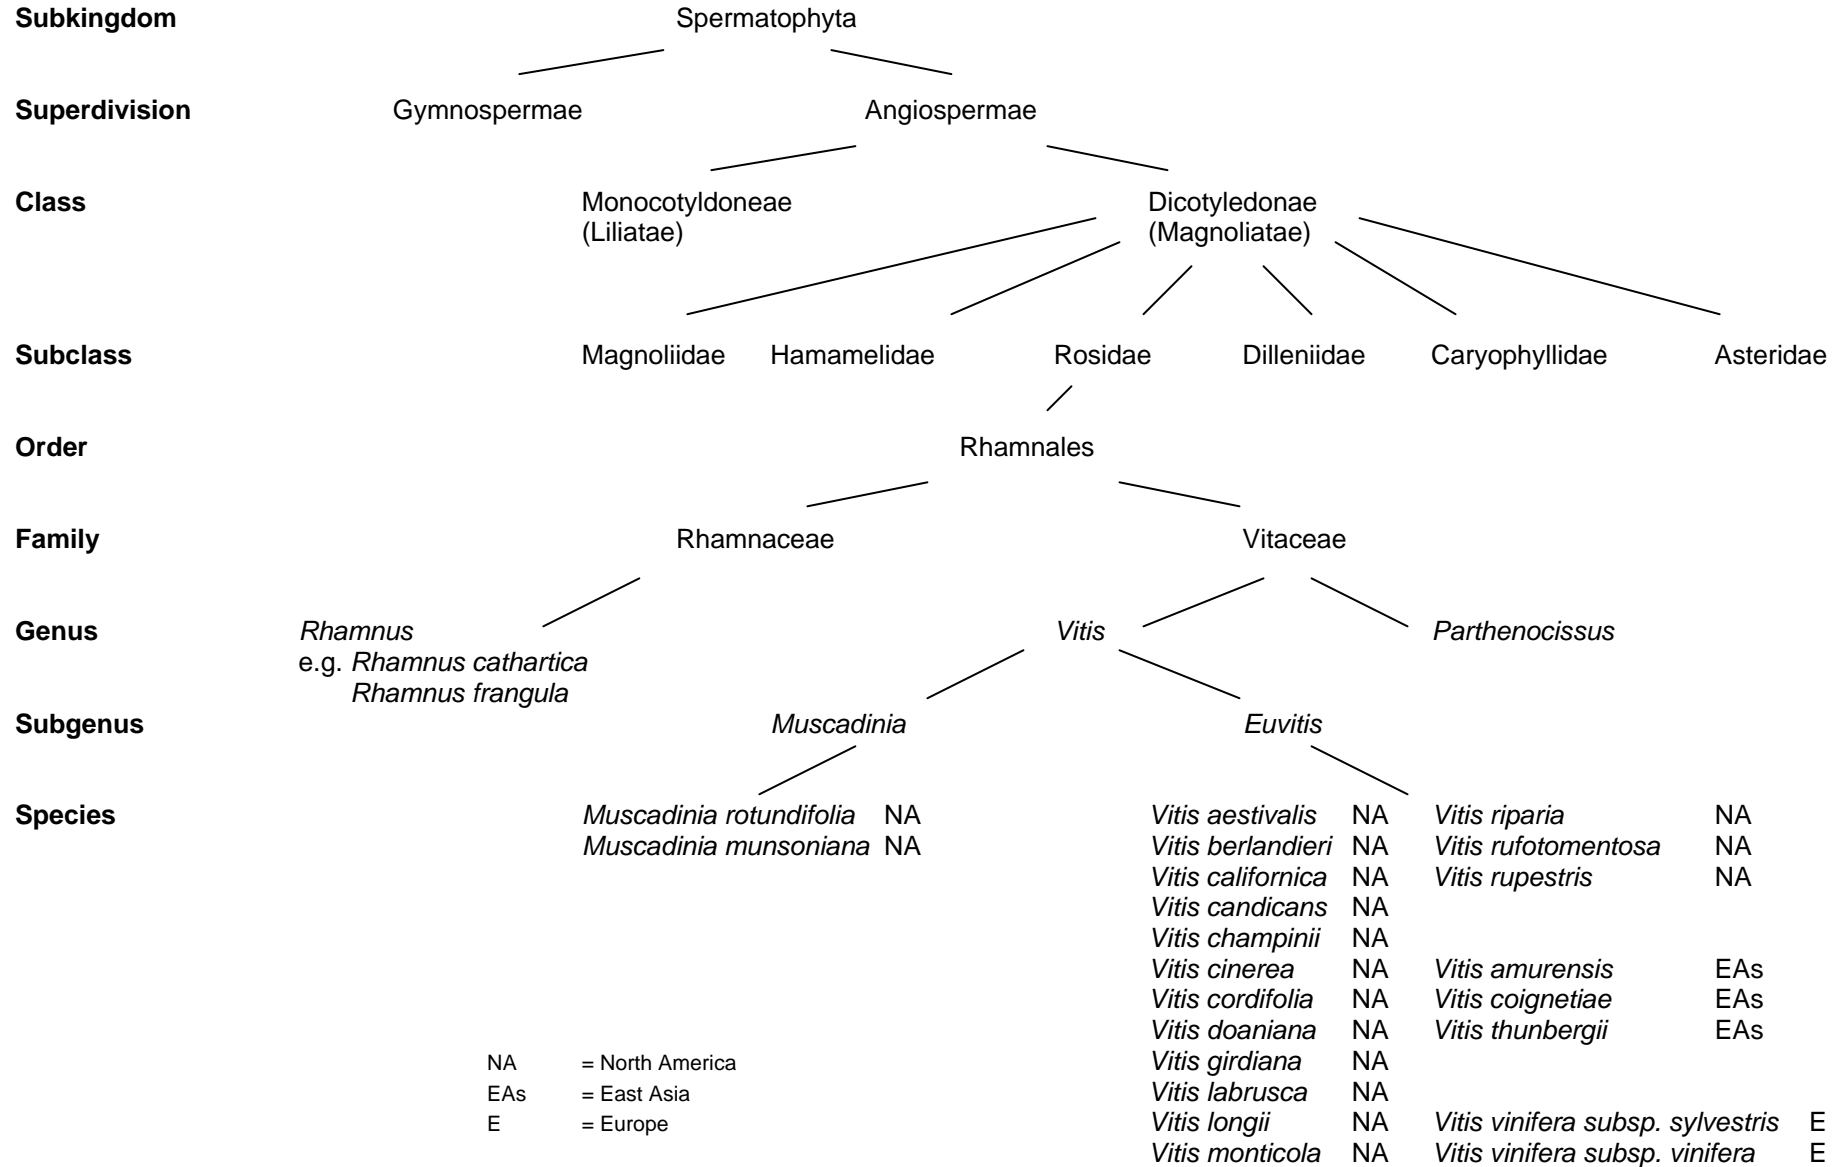 Subkingdom Spermatophyta
Superdivision Gymnospermae Angiospermae
Class Monocotyldoneae Dicotyledonae
(Liliatae) (Magnoliatae)
Subclass Magnoliidae Hamamelidae Rosidae Dilleniidae Caryophyllidae Asteridae
Order Rhamnales
Family Rhamnaceae Vitaceae
Genus Rhamnus Vitis Parthenocissus
e.g. Rhamnus cathartica
Rhamnus frangula
Subgenus Muscadinia Euvitis
Species Muscadinia rotundifolia NA Vitis aestivalis NA Vitis riparia NA
Muscadinia munsoniana NA Vitis berlandieri NA Vitis rufotomentosa NA
Vitis californica NA Vitis rupestris NA
Vitis candicans NA
Vitis champinii NA
Vitis cinerea NA Vitis amurensis EAs
Vitis cordifolia NA Vitis coignetiae EAs
Vitis doaniana NA Vitis thunbergii EAs
NA = North America Vitis girdiana NA
EAs = East Asia Vitis labrusca NA
E = Europe Vitis longii NA Vitis vinifera subsp. sylvestris E
Vitis monticola NA Vitis vinifera subsp. vinifera E